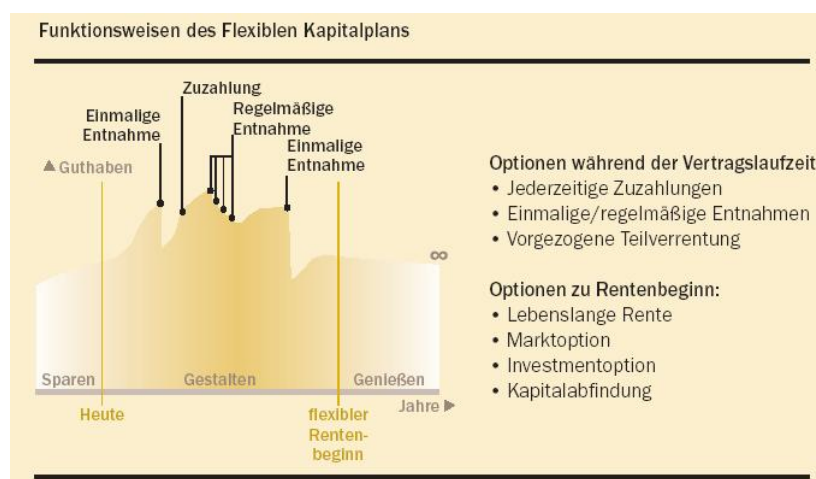 Funktionsweisen des Flexiblen Kapitalplans
Zuzahlung
Einmalige
Entnahme
Regelmäßige
Entnahme
Einmalige
Entnahme
▲ Guthaben
∞
Sparen
Gestalten
Genießen
Jahre ▶
Heute
flexibler
Renten-
beginn
Optionen während der Vertragslaufzeit
• Jederzeitige Zuzahlungen
• Einmalige/regelmäßige Entnahmen
• Vorgezogene Teilverrentung
Optionen zu Rentenbeginn:
• Lebenslange Rente
• Marktoption
• Investmentoption
• Kapitalabfindung